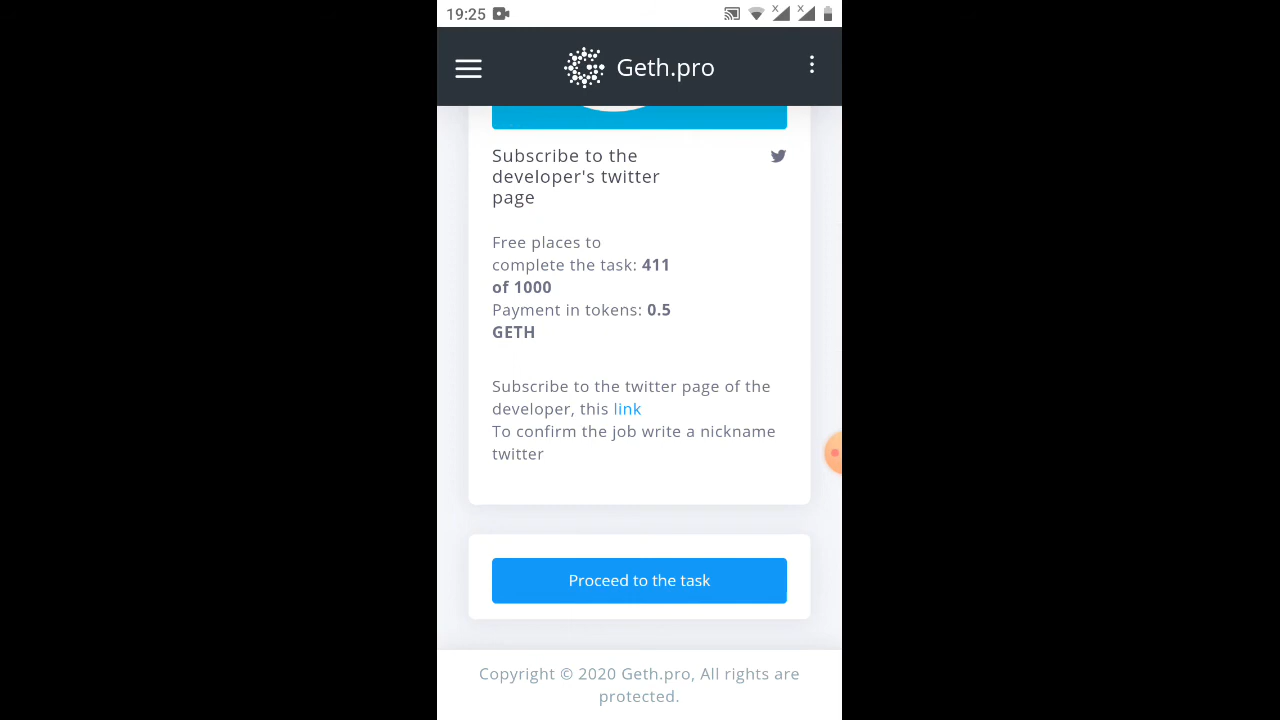 19:25
Geth.pro
Subscribe to the
developer's twitter
page
Free places to
complete the task: 411
of 1000
Payment in tokens: 0.5
GETH
Subscribe to the twitter page of the
developer, this link
To confirm the job write a nickname
twitter
Proceed to the task
Copyright © 2020 Geth.pro, All rights are
protected.